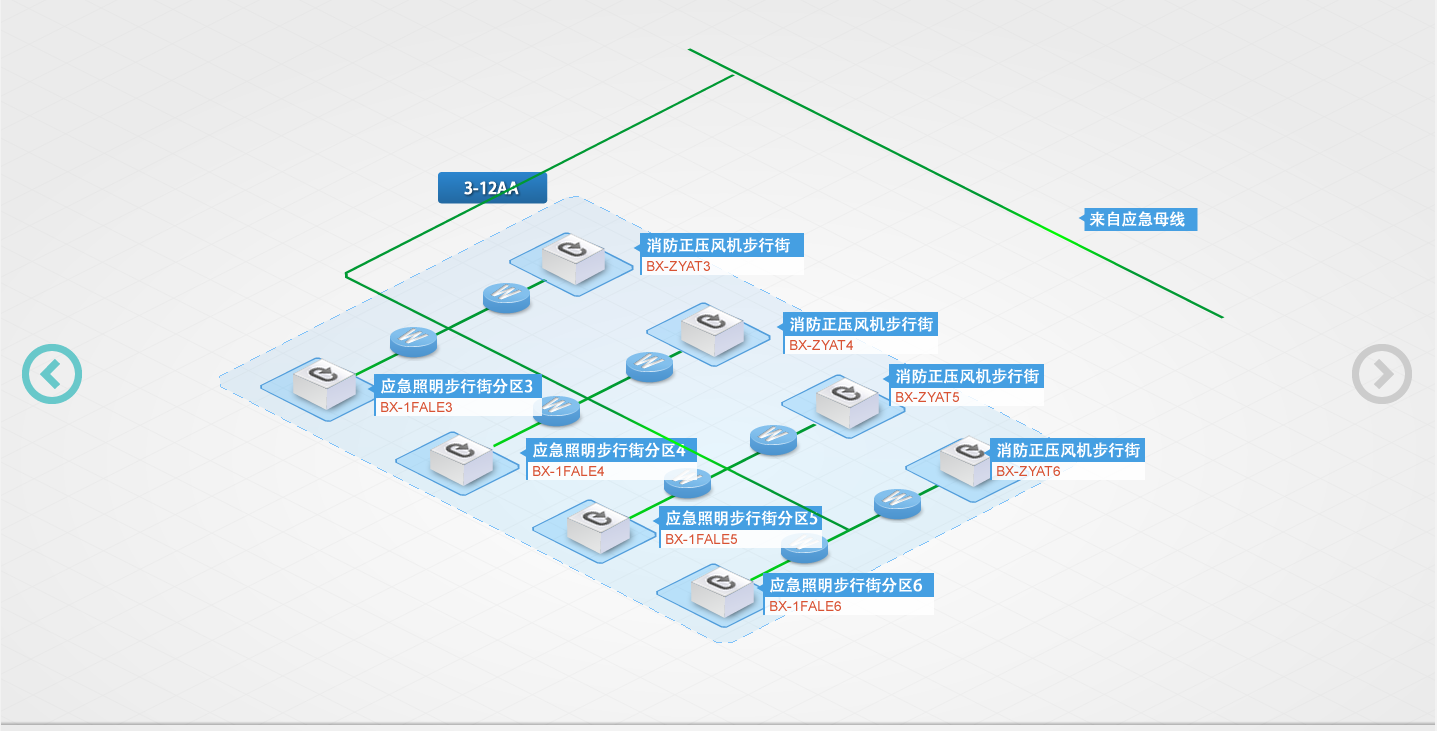 3-12AA
来自应急母线
消防正压风机步行街
BX-ZYAT3
消防正压风机步行街
BX-ZYAT4
消防正压风机步行街
BX-ZYAT5
应急照明步行街分区3
BX-1FALE3
应急照明步行街分区4
BX-1FALE4
消防正压风机步行街
BX-ZYAT6
应急照明步行街分区5
BX-1FALE5
应急照明步行街分区6
BX-1FALE6
W
W
W
W
W
W
W